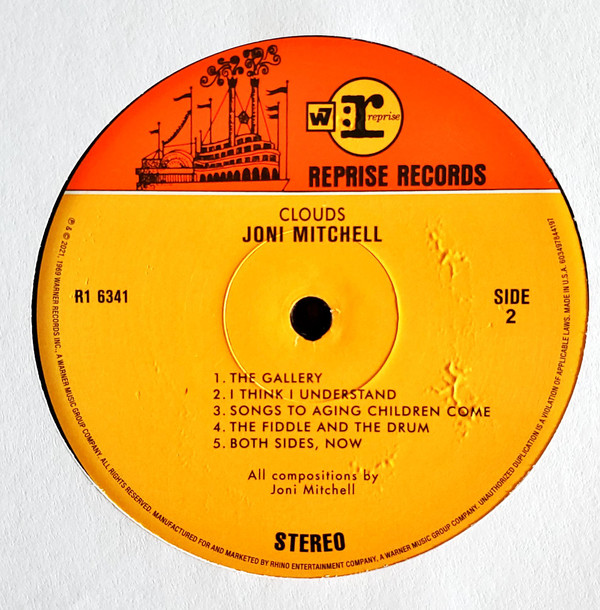 W
r
reprise
REPRISE RECORDS
CLOUDS
JONI MITCHELL
R1 6341
SIDE
2
1. THE GALLERY
2. I THINK I UNDERSTAND
3. SONGS TO AGING CHILDREN COME
4. THE FIDDLE AND THE DRUM
5. BOTH SIDES, NOW
All compositions by
Joni Mitchell
STEREO
℗ & © 2021, 1969 WARNER RECORDS INC., A WARNER MUSIC GROUP COMPANY. ALL RIGHTS RESERVED. MANUFACTURED FOR AND MARKETED BY RHINO ENTERTAINMENT COMPANY, A WARNER MUSIC GROUP COMPANY. UNAUTHORIZED DUPLICATION IS A VIOLATION OF APPLICABLE LAWS. MADE IN U.S.A. 603497844197